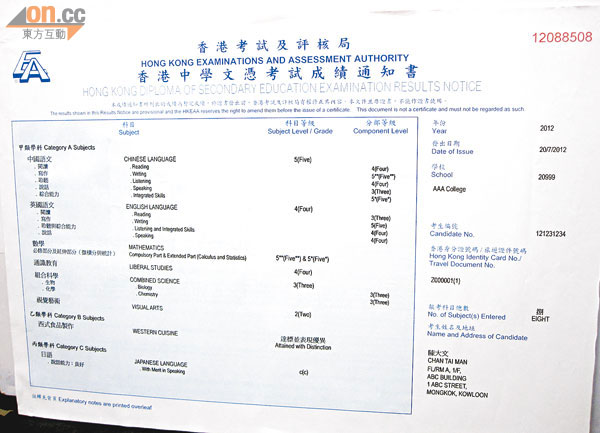 on.cc
東方互動
EA
12088508
香港考試及評核局
HONG KONG EXAMINATIONS AND ASSESSMENT AUTHORITY
香港中學文憑考試成績通知書
HONG KONG DIPLOMA OF SECONDARY EDUCATION EXAMINATION RESULTS NOTICE
The results shown in this Results Notice are provisional and the HKEAA reserves the right to amend them before the issue of a certificate. This document is not a certificate and must not be regarded as such
科目 科目等級 分部等級
Subject Subject Level / Grade Component Level
甲類學科 Category A Subjects
中國語文 CHINESE LANGUAGE 5(Five)
. 閱讀 . Reading 4(Four)
. 寫作 . Writing 5**(Five**)
. 聆聽 . Listening 4(Four)
. 說話 . Speaking 3(Three)
. 綜合能力 . Integrated Skills 5*(Five*)
英國語文 ENGLISH LANGUAGE 4(Four)
. 閱讀 . Reading 3(Three)
. 寫作 . Writing 5(Five)
. 聆聽與綜合能力 . Listening and Integrated Skills 4(Four)
. 說話 . Speaking 4(Four)
數學 MATHEMATICS
必修部分及延伸部分 (微積分與統計) Compulsory Part & Extended Part (Calculus and Statistics) 5**(Five**) & 5*(Five*)
通識教育 LIBERAL STUDIES 4(Four)
組合科學 COMBINED SCIENCE 3(Three)
. 生物 . Biology 3(Three)
. 化學 . Chemistry 3(Three)
視覺藝術 VISUAL ARTS 2(Two)
乙類學科 Category B Subjects
西式食品製作 WESTERN CUISINE 達標並表現優異
Attained with Distinction
丙類學科 Category C Subjects
日語 JAPANESE LANGUAGE c(c)
. 說話能力：良好 . With Merit in Speaking
Explanatory notes are printed overleaf
年份
Year 2012
發出日期
Date of Issue 20/7/2012
學校
School 20999
AAA College
考生編號
Candidate No. 121231234
香港身分證號碼 / 旅遊證件號碼
Hong Kong Identity Card No./
Travel Document No.
Z000001(1)
報考科目總數 捌
No. of Subject(s) Entered EIGHT
考生姓名及地址
Name and Address of Candidate
陳大文
CHAN TAI MAN
FL/RM A, 1/F,
ABC BUILDING
1 ABC STREET,
MONGKOK, KOWLOON